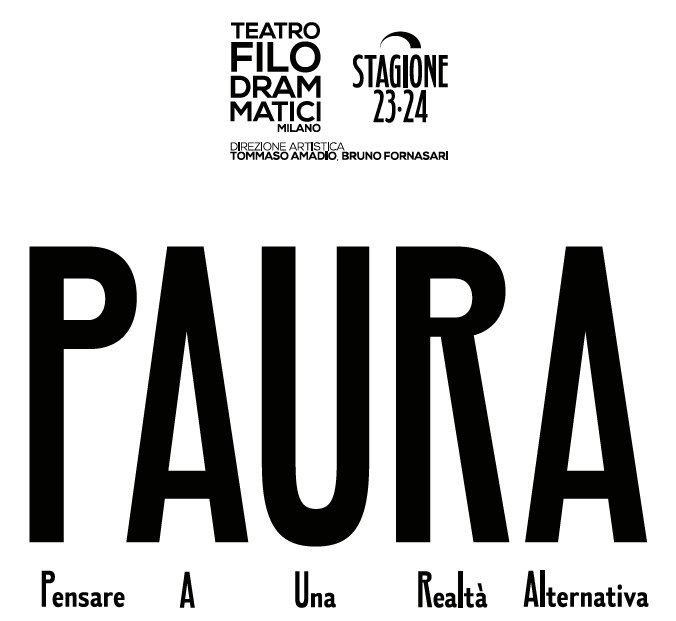 TEATRO
FILO
DRAM
MATICI
MILANO
STAGIONE
23·24
DIREZIONE ARTISTICA
TOMMASO AMADIO, BRUNO FORNASARI
PAURA
Pensare A Una Realtà Alternativa